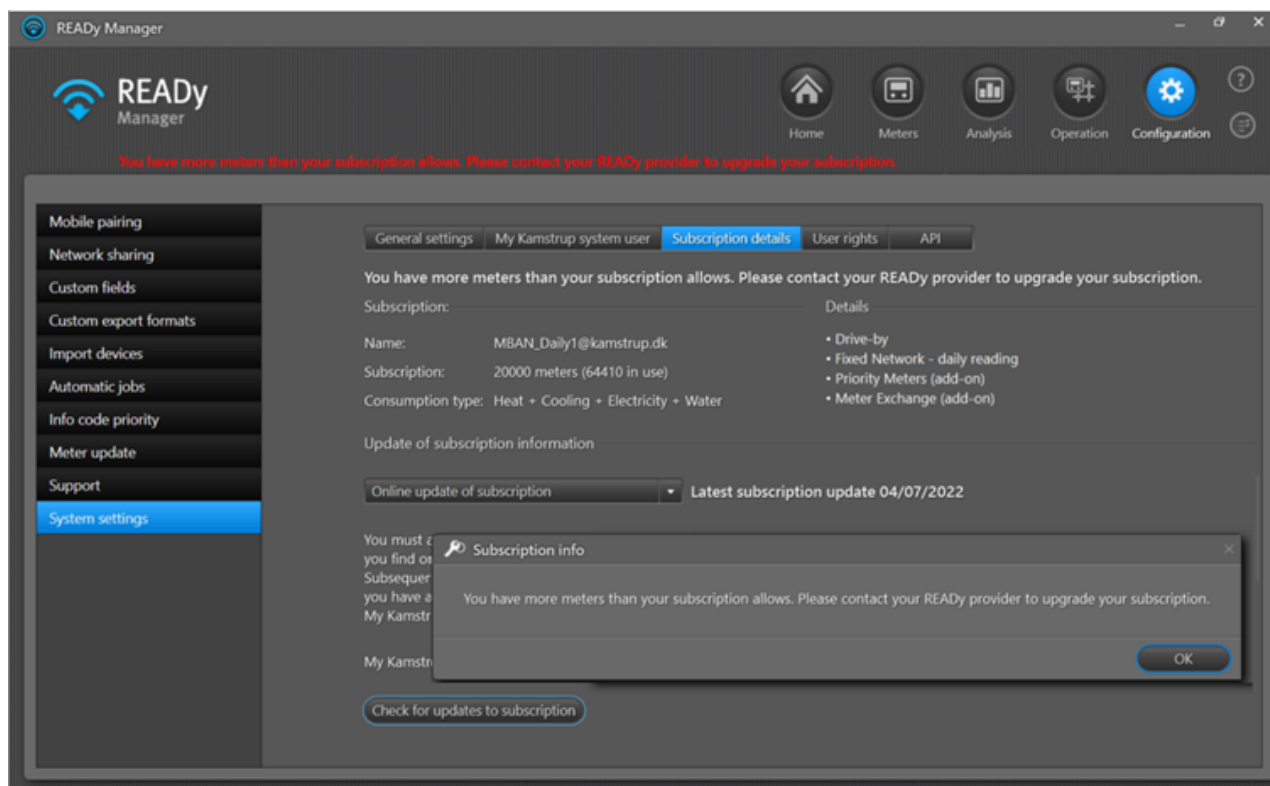 READy Manager
READy
Manager
Home
Meters
Analysis
Operation
Configuration
You have more meters than your subscription allows. Please contact your READy provider to upgrade your subscription.
Mobile pairing
Network sharing
Custom fields
Custom export formats
Import devices
Automatic jobs
Info code priority
Meter update
Support
System settings
General settings
My Kamstrup system user
Subscription details
User rights
API
You have more meters than your subscription allows. Please contact your READy provider to upgrade your subscription.
Subscription:
Name: MBAN_Daily1@kamstrup.dk
Subscription: 20000 meters (64410 in use)
Consumption type: Heat + Cooling + Electricity + Water
Details
• Drive-by
• Fixed Network - daily reading
• Priority Meters (add-on)
• Meter Exchange (add-on)
Update of subscription information
Online update of subscription
Latest subscription update 04/07/2022
You must
you find
Subsequer
you have a
My Kamstr
My Kamstr
Subscription info
You have more meters than your subscription allows. Please contact your READy provider to upgrade your subscription.
OK
Check for updates to subscription